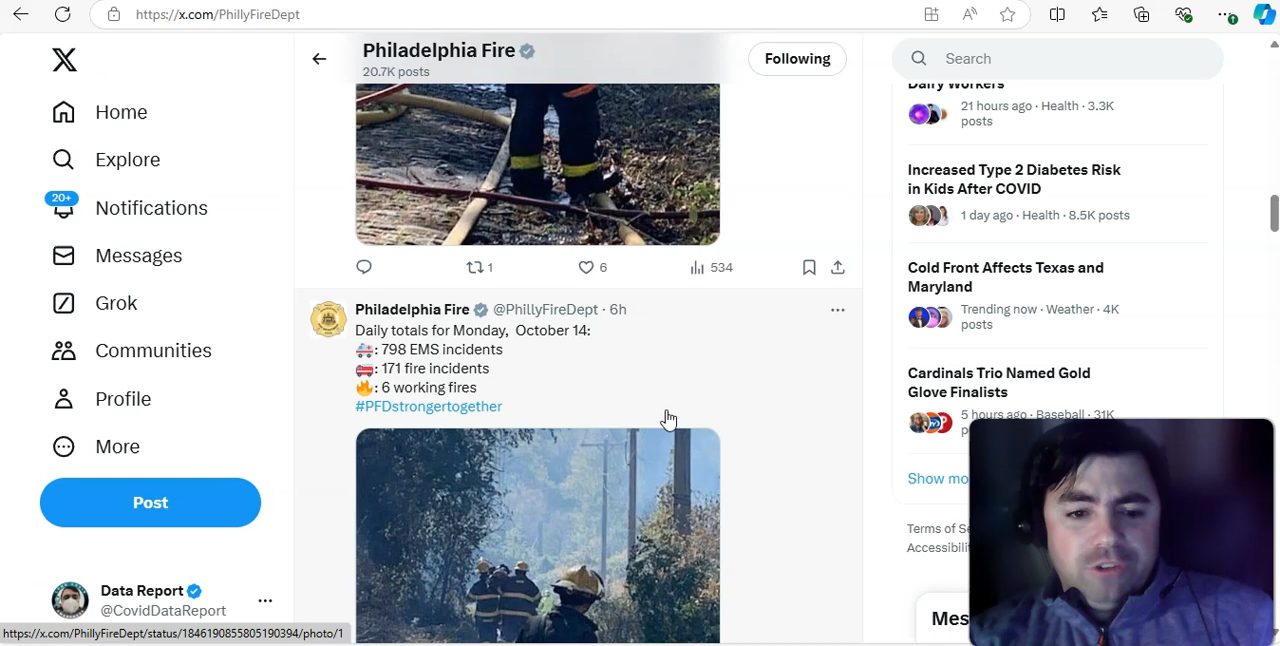 https://x.com/PhillyFireDept
Philadelphia Fire
20.7K posts
Following
Search
Home
Explore
20+
Notifications
Messages
Grok
Communities
Profile
More
Post
Data Report
@CovidDataReport
https://x.com/PhillyFireDept/status/1846190855805190394/photo/1
1
6
534
Philadelphia Fire @PhillyFireDept · 6h
Daily totals for Monday, October 14:
: 798 EMS incidents
: 171 fire incidents
: 6 working fires
#PFDstrongertogether
Dairy Workers
21 hours ago · Health · 3.3K
posts
Increased Type 2 Diabetes Risk
in Kids After COVID
1 day ago · Health · 8.5K posts
Cold Front Affects Texas and
Maryland
Trending now · Weather · 4K
posts
Cardinals Trio Named Gold
Glove Finalists
5 hours ago · Baseball · 31K
Show
Terms of